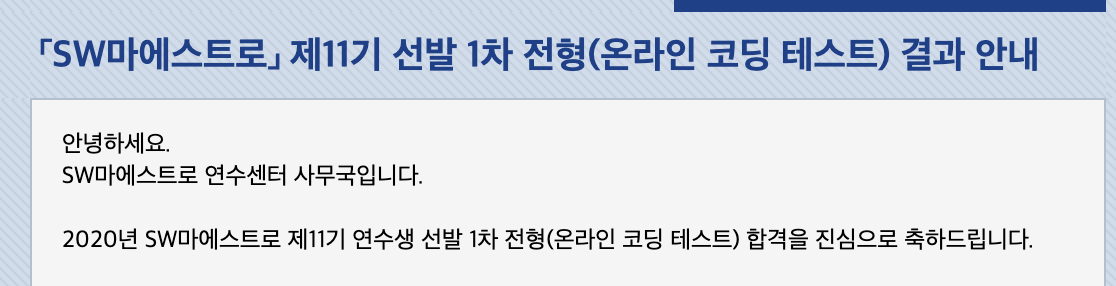 「SW마에스트로」 제11기 선발 1차 전형(온라인 코딩 테스트) 결과 안내
안녕하세요.
SW마에스트로 연수센터 사무국입니다.
2020년 SW마에스트로 제11기 연수생 선발 1차 전형(온라인 코딩 테스트) 합격을 진심으로 축하드립니다.